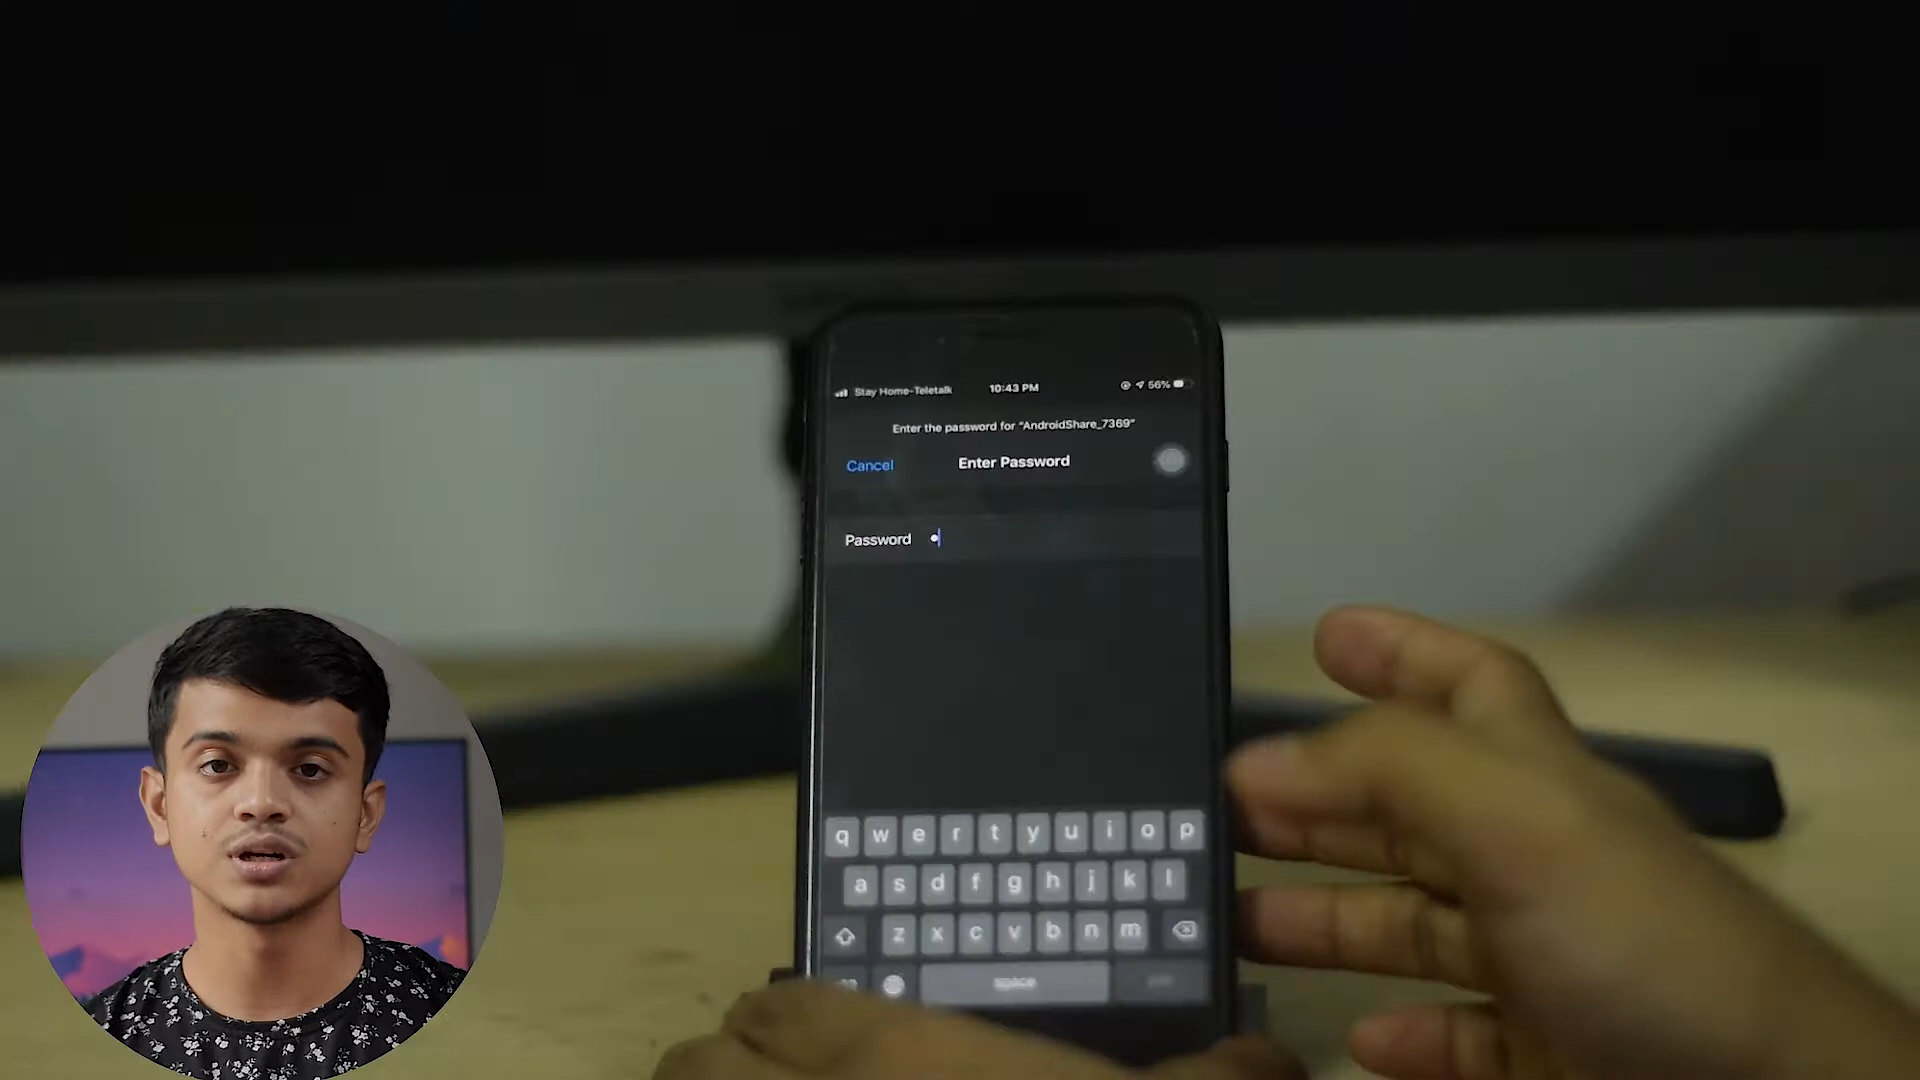 Stay Home-Teletalk 10:43 PM 56%
Enter the password for “AndroidShare_7369”
Cancel Enter Password
Password
q w e r t y u i o p
a s d f g h j k l
z x c v b n m
space